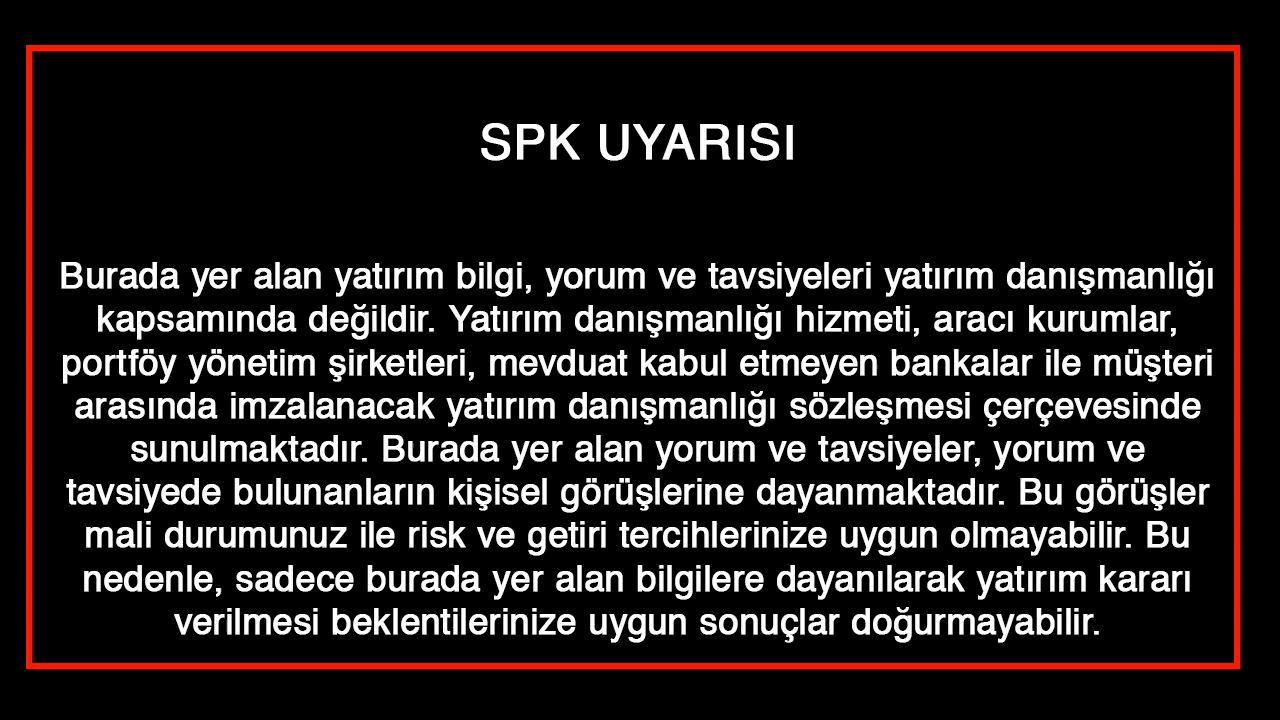 SPK UYARISI
Burada yer alan yatırım bilgi, yorum ve tavsiyeleri yatırım danışmanlığı
kapsamında değildir. Yatırım danışmanlığı hizmeti, aracı kurumlar,
portföy yönetim şirketleri, mevduat kabul etmeyen bankalar ile müşteri
arasında imzalanacak yatırım danışmanlığı sözleşmesi çerçevesinde
sunulmaktadır. Burada yer alan yorum ve tavsiyeler, yorum ve
tavsiyede bulunanların kişisel görüşlerine dayanmaktadır. Bu görüşler
mali durumunuz ile risk ve getiri tercihlerinize uygun olmayabilir. Bu
nedenle, sadece burada yer alan bilgilere dayanılarak yatırım kararı
verilmesi beklentilerinize uygun sonuçlar doğurmayabilir.